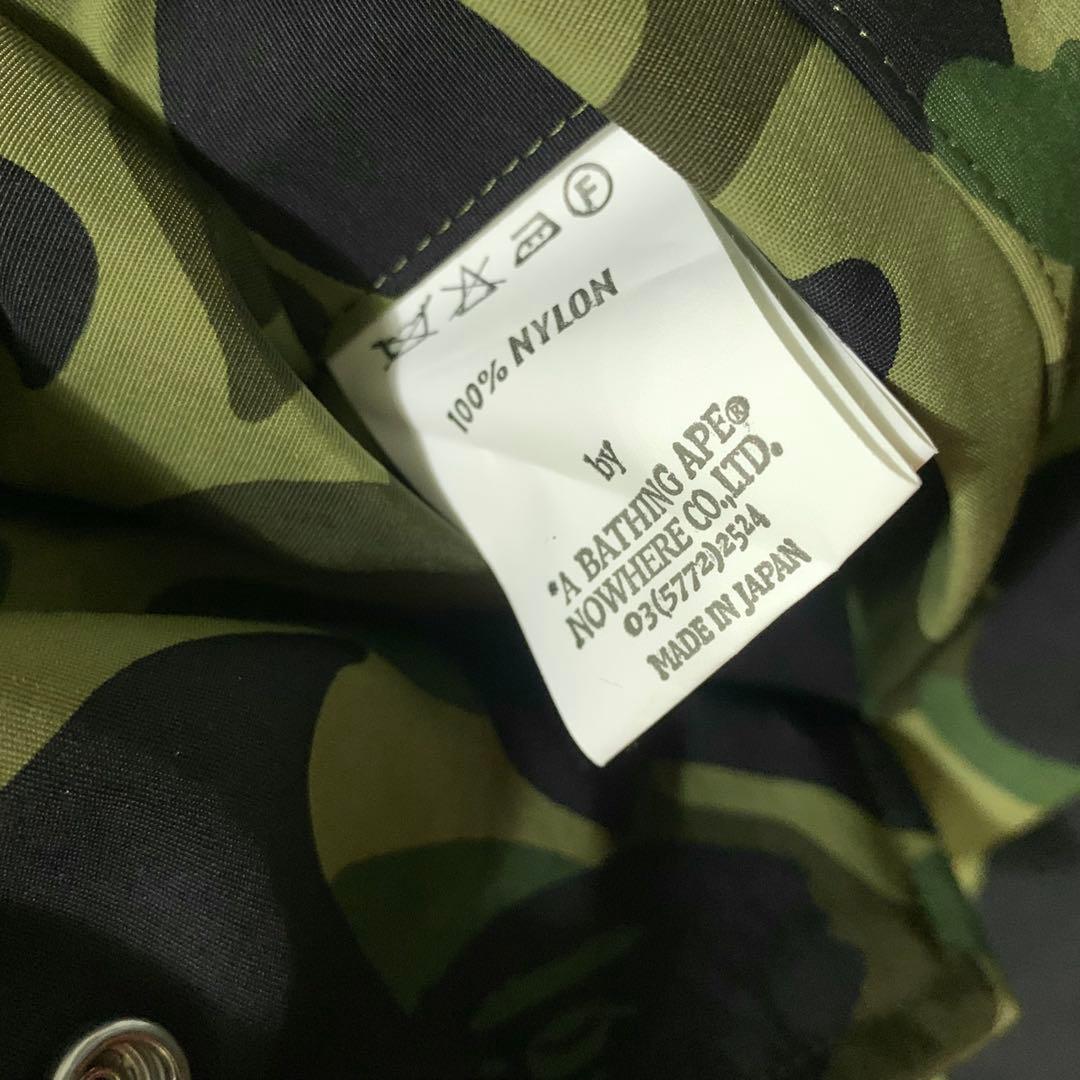 F
100% NYLON
by
"A BATHING APE®
NOWHERE CO.,LTD.
03(5772)2524
MADE IN JAPAN